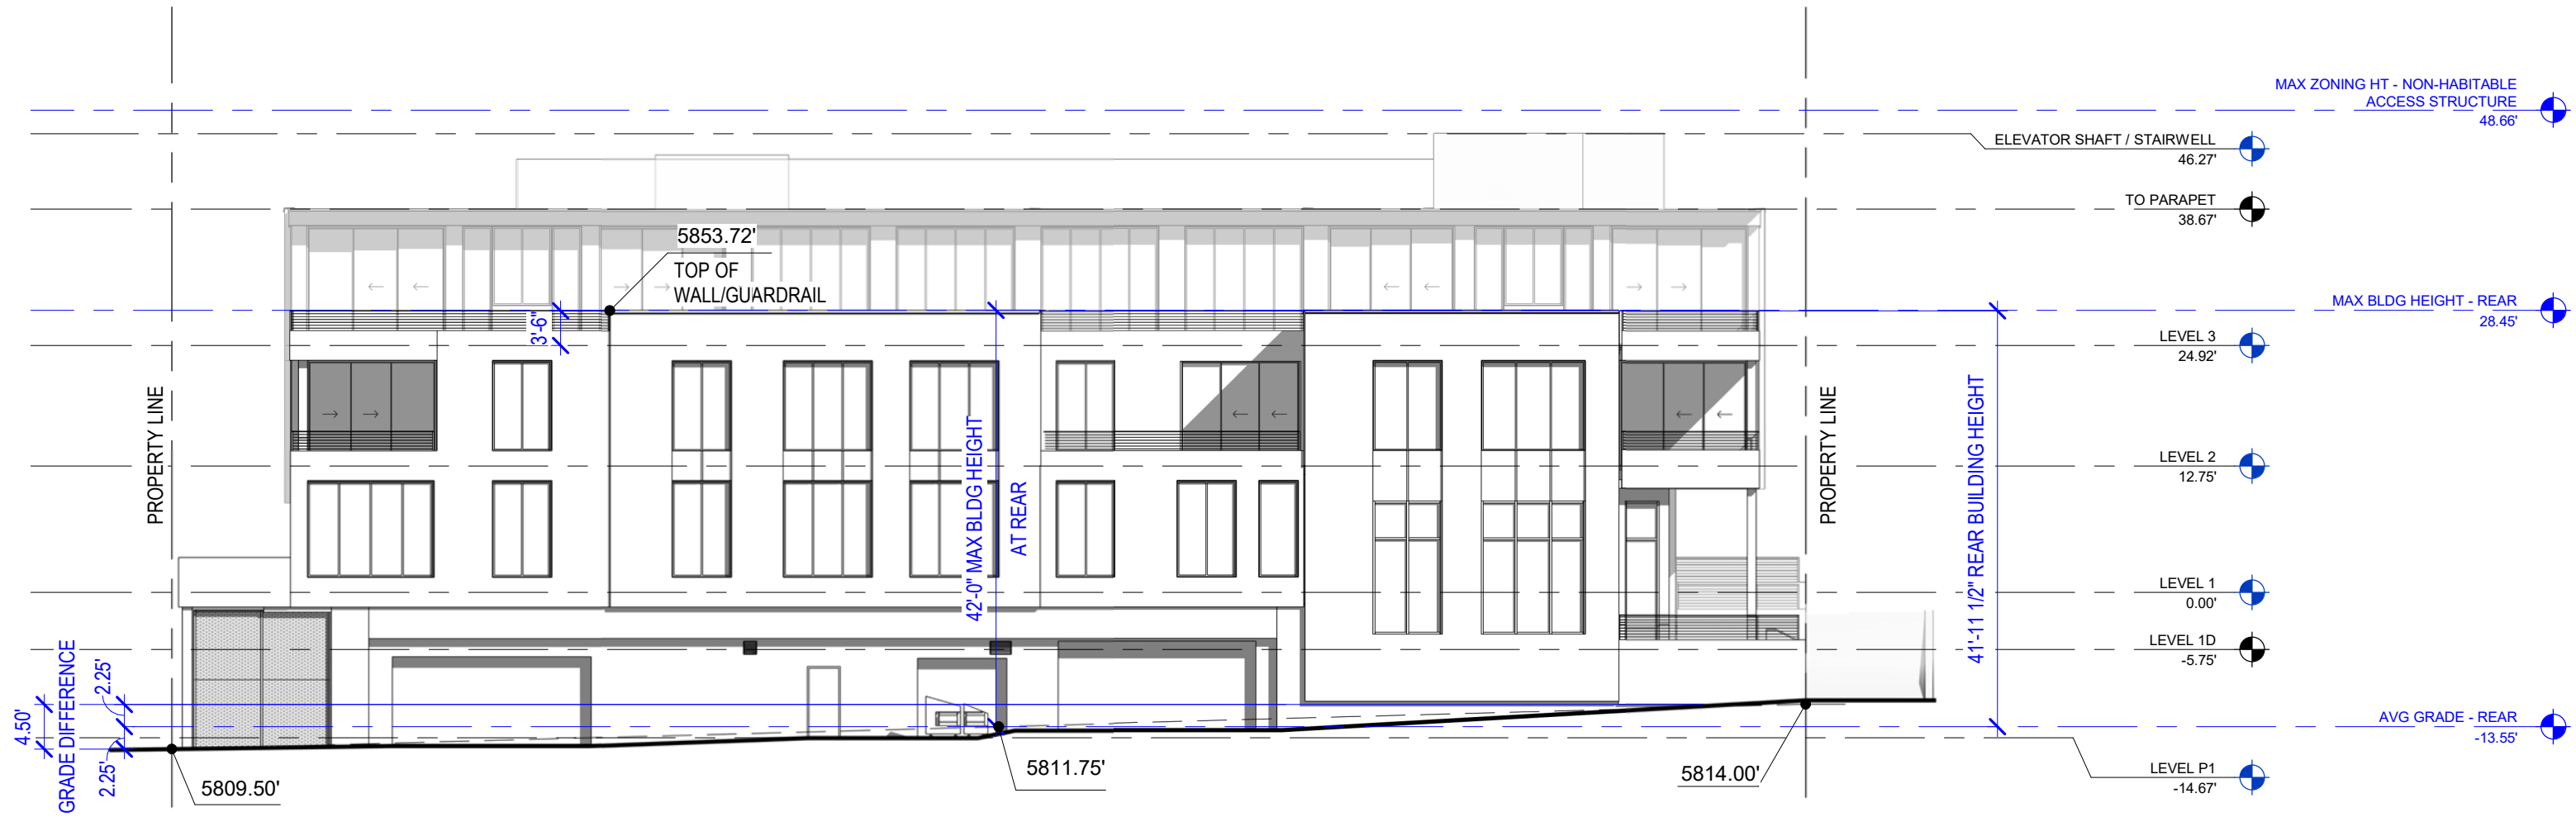 MAX ZONING HT - NON-HABITABLE
ACCESS STRUCTURE
48.66'
ELEVATOR SHAFT / STAIRWELL
46.27'
TO PARAPET
38.67'
5853.72'
TOP OF
WALL/GUARDRAIL
3'-6"
MAX BLDG HEIGHT - REAR
28.45'
LEVEL 3
24.92'
PROPERTY LINE
42'-0" MAX BLDG HEIGHT
AT REAR
PROPERTY LINE
41'-11 1/2" REAR BUILDING HEIGHT
LEVEL 2
12.75'
LEVEL 1
0.00'
LEVEL 1D
-5.75'
4.50'
GRADE DIFFERENCE
2.25'
2.25'
AVG GRADE - REAR
-13.55'
5809.50'
5811.75'
5814.00'
LEVEL P1
-14.67'